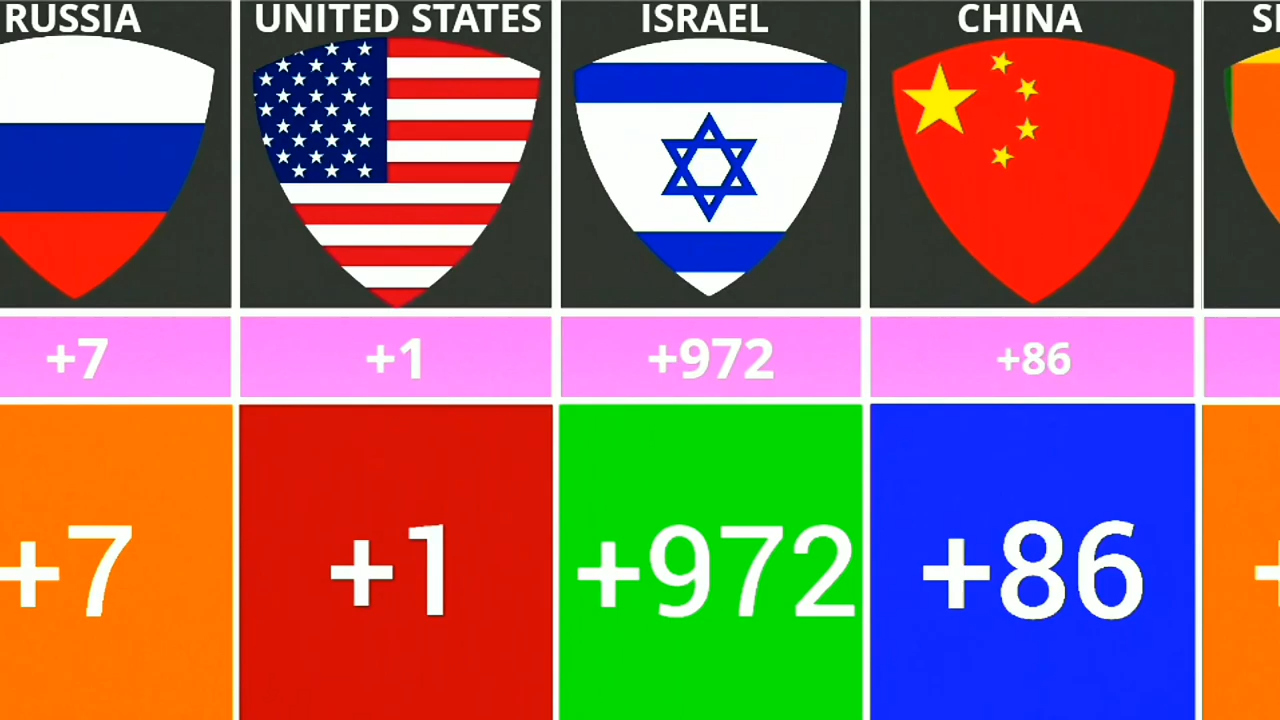 RUSSIA
UNITED STATES
ISRAEL
CHINA
+7
+1
+972
+86
+7
+1
+972
+86